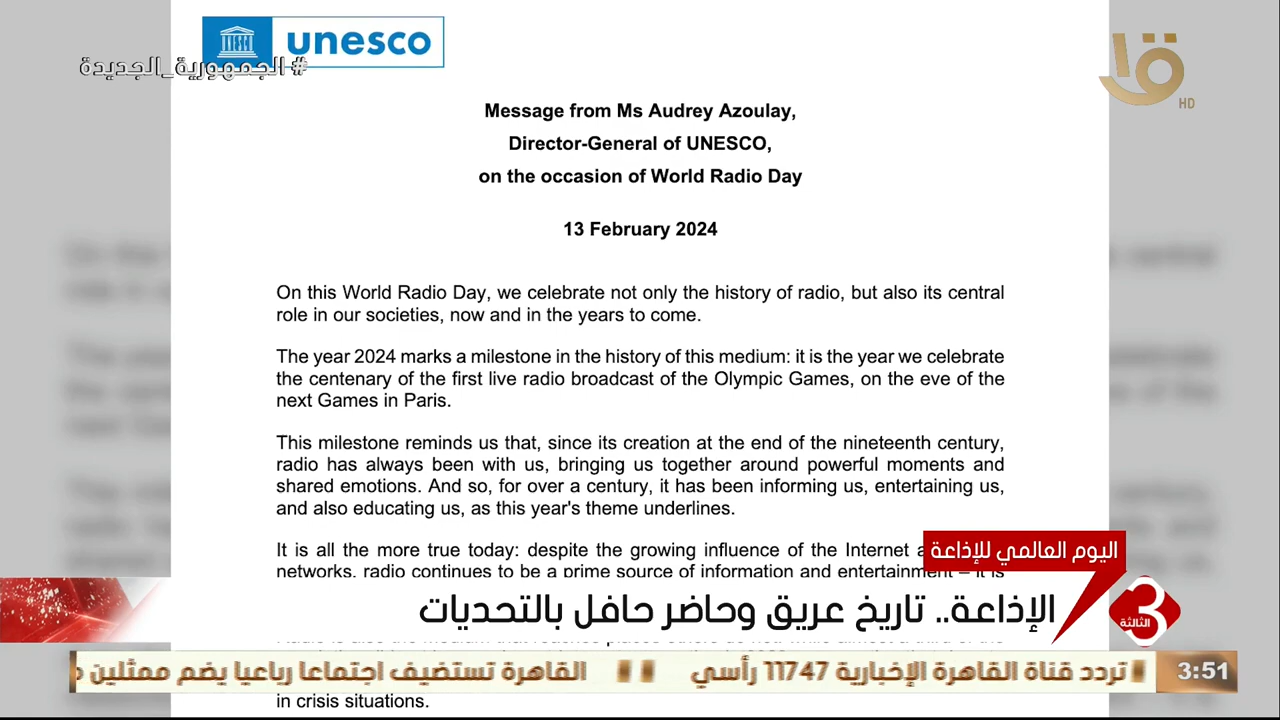 unesco
#الجمهورية_الجديدة
HD
Message from Ms Audrey Azoulay,
Director-General of UNESCO,
on the occasion of World Radio Day
13 February 2024
On this World Radio Day, we celebrate not only the history of radio, but also its central
role in our societies, now and in the years to come.
The year 2024 marks a milestone in the history of this medium: it is the year we celebrate
the centenary of the first live radio broadcast of the Olympic Games, on the eve of the
next Games in Paris.
This milestone reminds us that, since its creation at the end of the nineteenth century,
radio has always been with us, bringing us together around powerful moments and
shared emotions. And so, for over a century, it has been informing us, entertaining us,
and also educating us, as this year's theme underlines.
It is all the more true today: despite the growing influence of the Internet
networks, radio continues to be a prime source of information and entertainment – it is
اليوم العالمي للإذاعة
الإذاعة.. تاريخ عريق وحاضر حافل بالتحديات
3
الثالثة
تردد قناة القاهرة الإخبارية 11747 رأسي القاهرة تستضيف اجتماعا رباعيا يضم ممثلين
3:51
in crisis situations.